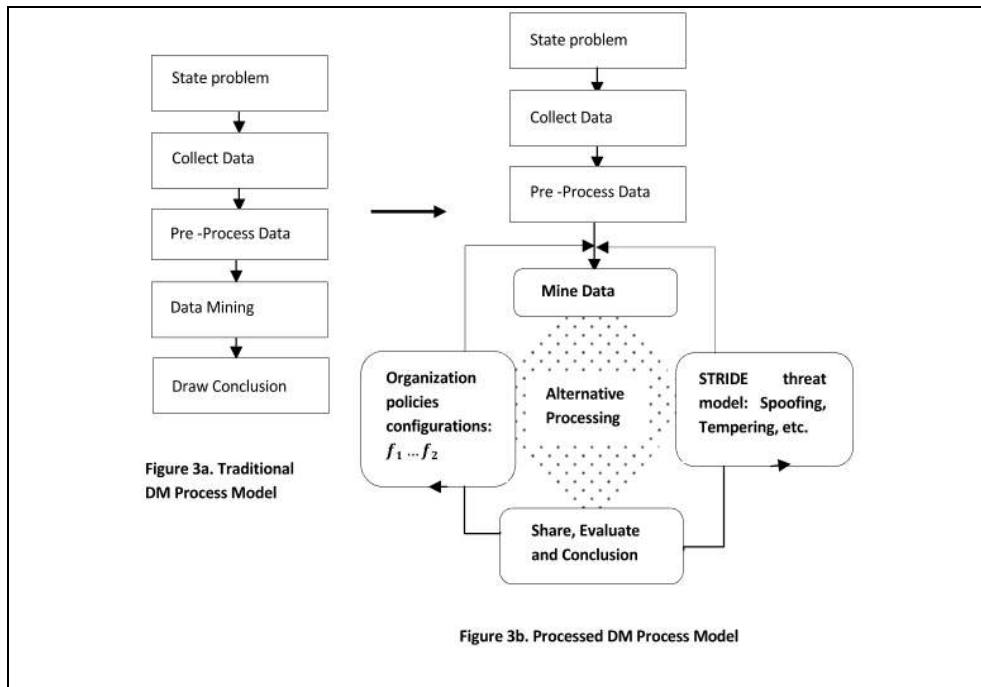 State problem
Collect Data
Pre -Process Data
Data Mining
Draw Conclusion
Figure 3a. Traditional
DM Process Model
State problem
Collect Data
Pre -Process Data
Mine Data
Organization
policies
configurations:
f₁ ... f₂
Alternative
Processing
STRIDE threat
model: Spoofing,
Tempering, etc.
Share, Evaluate
and Conclusion
Figure 3b. Processed DM Process Model